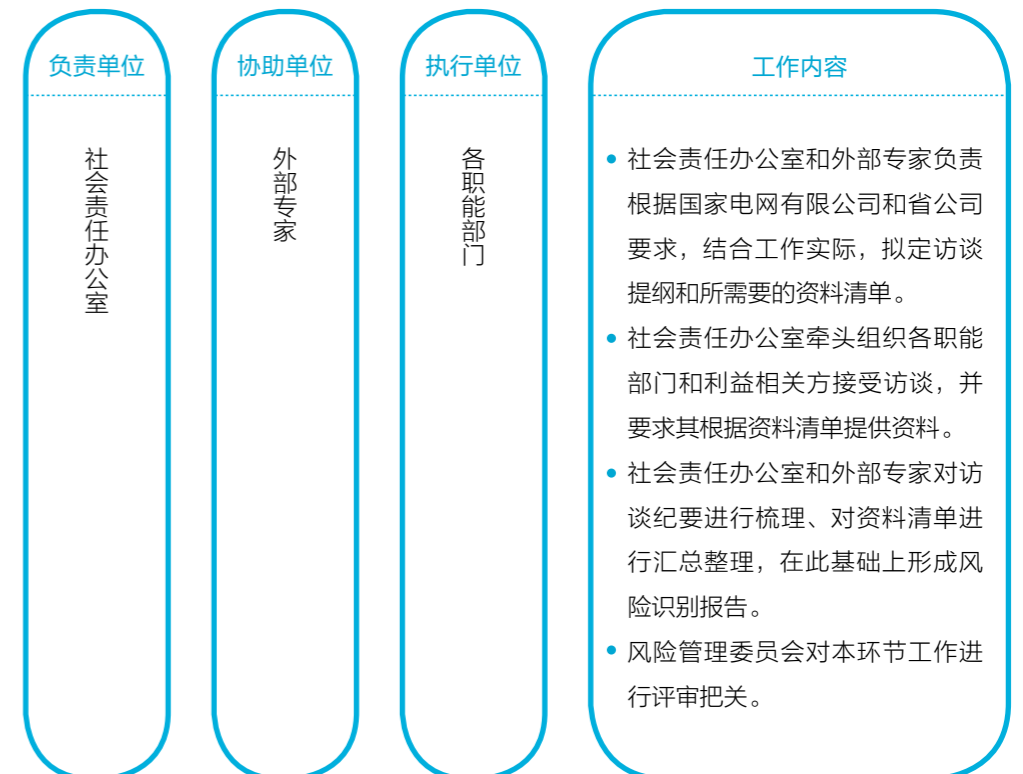 负责单位
社会责任办公室
协助单位
外部专家
执行单位
各职能部门
工作内容
• 社会责任办公室和外部专家负责
根据国家电网有限公司和省公司
要求，结合工作实际，拟定访谈
提纲和所需要的资料清单。
• 社会责任办公室牵头组织各职能
部门和利益相关方接受访谈，并
要求其根据资料清单提供资料。
• 社会责任办公室和外部专家对访
谈纪要进行梳理、对资料清单进
行汇总整理，在此基础上形成风
险识别报告。
• 风险管理委员会对本环节工作进
行评审把关。